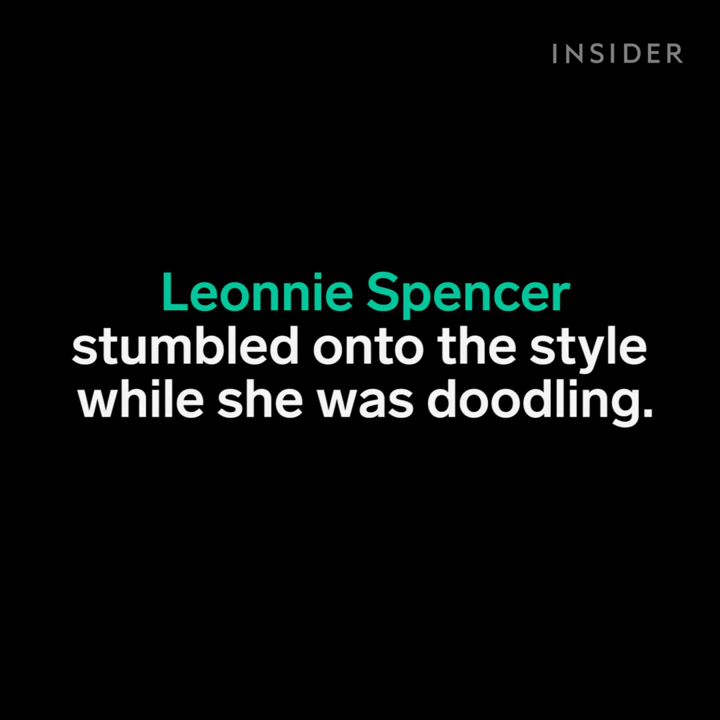 INSIDER
Leonnie Spencer
stumbled onto the style
while she was doodling.